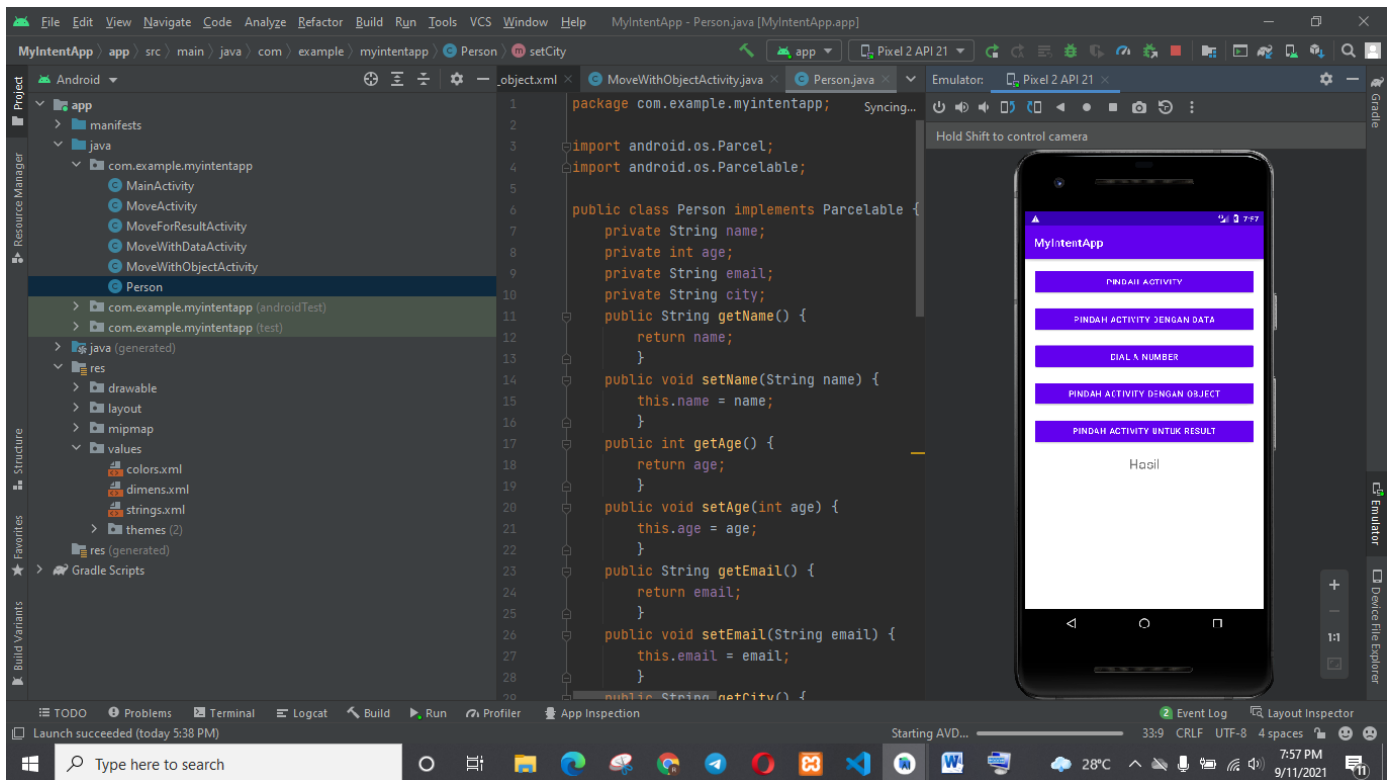 File Edit View Navigate Code Analyze Refactor Build Run Tools VCS Window Help MyIntentApp - Person.java [MyIntentApp.app]
MyIntentApp app src main java com example myintentapp Person setCity app Pixel 2 API 21
Android _object.xml MoveWithObjectActivity.java Person.java Emulator: Pixel 2 API 21
Project
Resource Manager
Structure
Favorites
Build Variants
app
manifests
java
com.example.myintentapp
MainActivity
MoveActivity
MoveForResultActivity
MoveWithDataActivity
MoveWithObjectActivity
Person
com.example.myintentapp (androidTest)
com.example.myintentapp (test)
java (generated)
res
drawable
layout
mipmap
values
colors.xml
dimens.xml
strings.xml
themes (2)
res (generated)
Gradle Scripts
Syncing...
1 package com.example.myintentapp;
2
3 import android.os.Parcel;
4 import android.os.Parcelable;
5
6 public class Person implements Parcelable {
7 private String name;
8 private int age;
9 private String email;
10 private String city;
11 public String getName() {
12 return name;
13 }
14 public void setName(String name) {
15 this.name = name;
16 }
17 public int getAge() {
18 return age;
19 }
20 public void setAge(int age) {
21 this.age = age;
22 }
23 public String getEmail() {
24 return email;
25 }
26 public void setEmail(String email) {
27 this.email = email;
28 }
29 public String getCity() {
Hold Shift to control camera
7:57
MyIntentApp
PINDAH ACTIVITY
PINDAH ACTIVITY DENGAN DATA
DIAL A NUMBER
PINDAH ACTIVITY DENGAN OBJECT
PINDAH ACTIVITY UNTUK RESULT
Hasil
1:1
Gradle
Emulator
Device File Explorer
TODO Problems Terminal Logcat Build Run Profiler App Inspection 2 Event Log Layout Inspector
Launch succeeded (today 5:38 PM) Starting AVD... 33:9 CRLF UTF-8 4 spaces
Type here to search 28°C 7:57 PM
9/11/2021 11